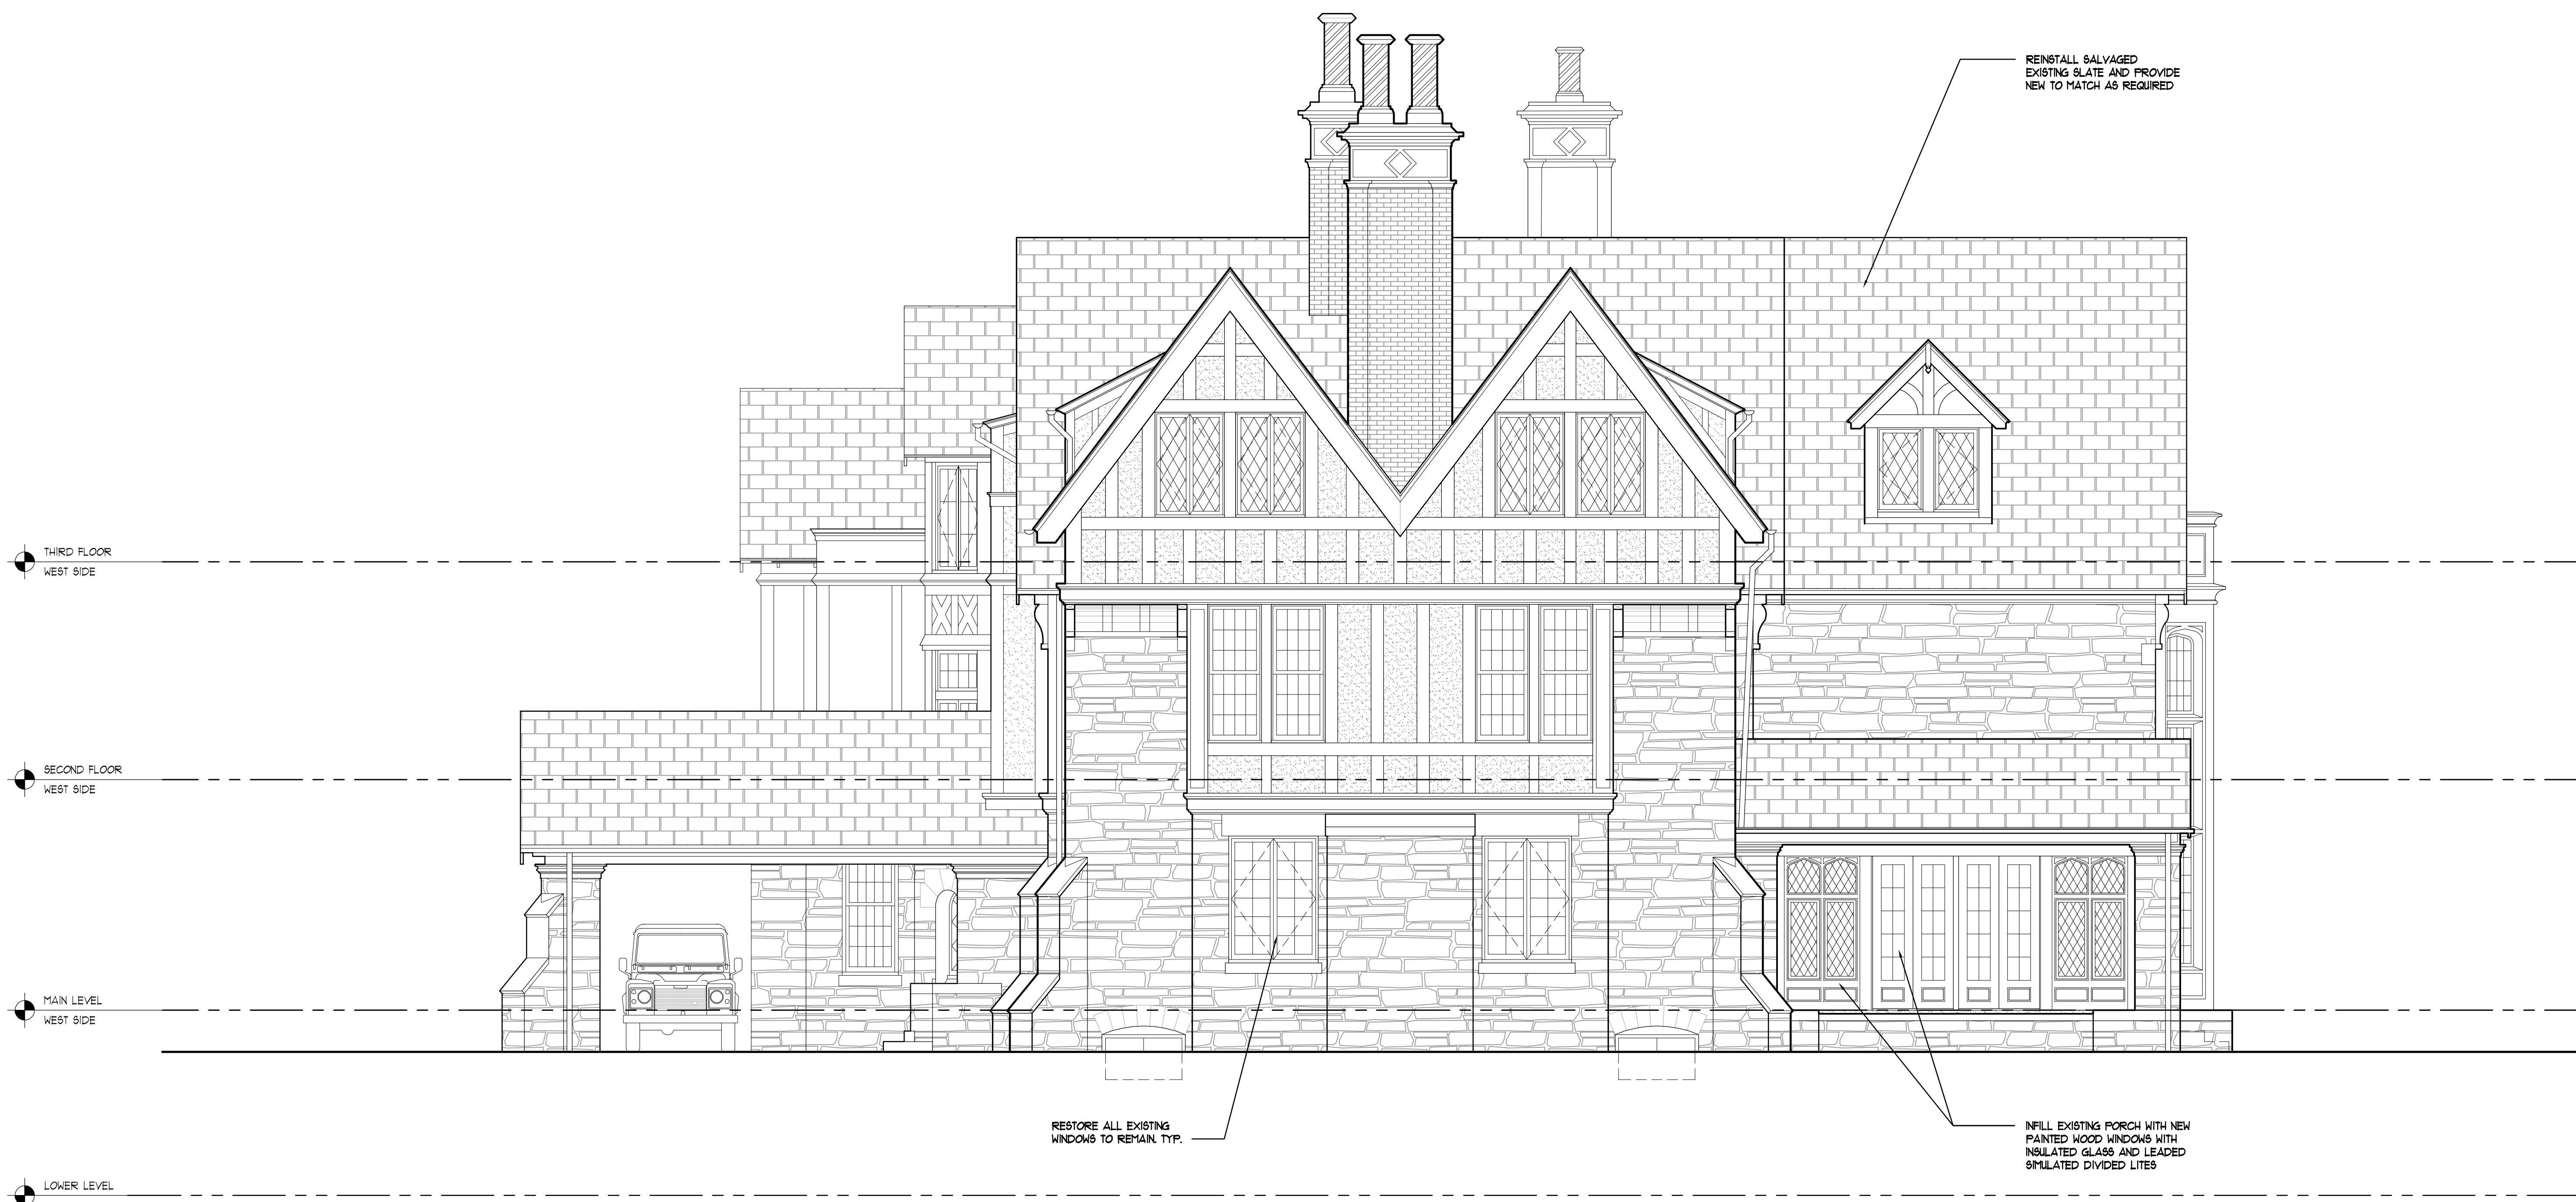 REINSTALL SALVAGED
EXISTING SLATE AND PROVIDE
NEW TO MATCH AS REQUIRED
THIRD FLOOR
WEST SIDE
SECOND FLOOR
WEST SIDE
MAIN LEVEL
WEST SIDE
RESTORE ALL EXISTING
WINDOWS TO REMAIN. TYP.
INFILL EXISTING PORCH WITH NEW
PAINTED WOOD WINDOWS WITH
INSULATED GLASS AND LEADED
SIMULATED DIVIDED LITES
LOWER LEVEL